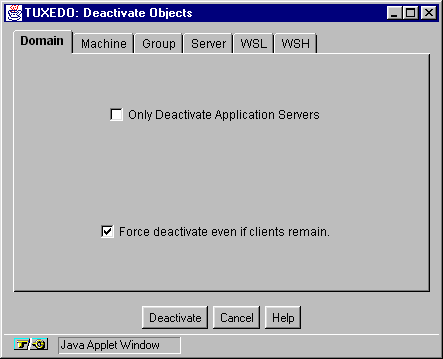 TUXEDO: Deactivate Objects
Domain Machine Group Server WSL WSH
Only Deactivate Application Servers
Force deactivate even if clients remain.
Deactivate Cancel Help
Java Applet Window